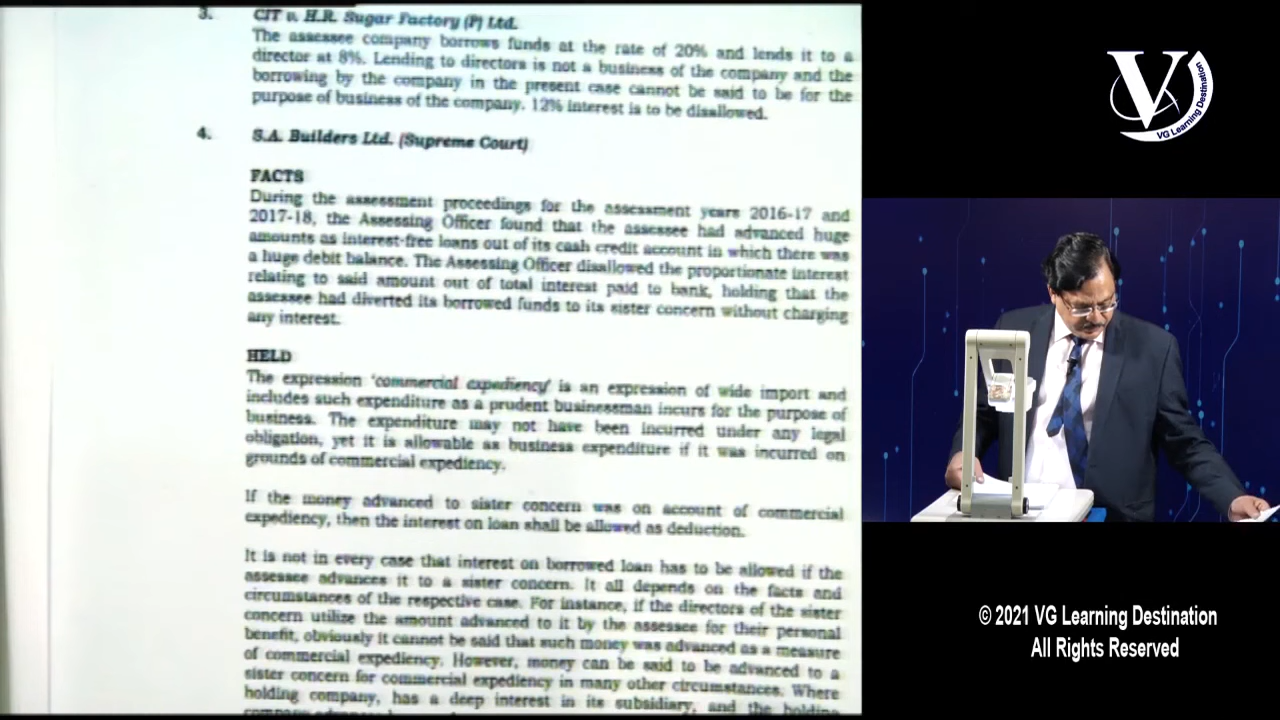 3. CIT v. H.R. Sugar Factory (P) Ltd.
The assessee company borrows funds at the rate of 20% and lends it to a
director at 8%. Lending to directors is not a business of the company and the
borrowing by the company in the present case cannot be said to be for the
purpose of business of the company. 12% interest is to be disallowed.
4. S.A. Builders Ltd. (Supreme Court)
FACTS
During the assessment proceedings for the assessment years 2016-17 and
2017-18, the Assessing Officer found that the assessee had advanced huge
amounts as interest-free loans out of its cash credit account in which there was
a huge debit balance. The Assessing Officer disallowed the proportionate interest
relating to said amount out of total interest paid to bank, holding that the
assessee had diverted its borrowed funds to its sister concern without charging
any interest.
HELD
The expression 'commercial expediency' is an expression of wide import and
includes such expenditure as a prudent businessman incurs for the purpose of
business. The expenditure may not have been incurred under any legal
obligation, yet it is allowable as business expenditure if it was incurred on
grounds of commercial expediency.
If the money advanced to sister concern was on account of commercial
expediency, then the interest on loan shall be allowed as deduction.
It is not in every case that interest on borrowed loan has to be allowed if the
assessee advances it to a sister concern. It all depends on the facts and
circumstances of the respective case. For instance, if the directors of the sister
concern utilize the amount advanced to it by the assessee for their personal
benefit, obviously it cannot be said that such money was advanced as a measure
of commercial expediency. However, money can be said to be advanced to a
sister concern for commercial expediency in many other circumstances. Where
holding company, has a deep interest in its subsidiary, and the holding
V
VG Learning Destination
© 2021 VG Learning Destination
All Rights Reserved